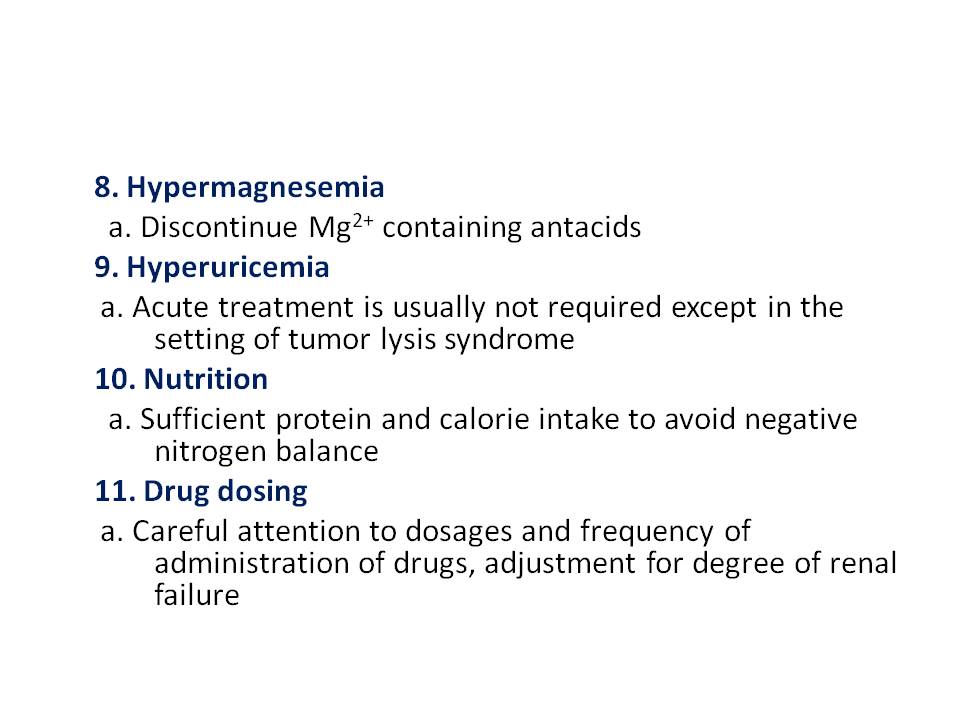 8. Hypermagnesemia
a. Discontinue Mg²⁺ containing antacids
9. Hyperuricemia
a. Acute treatment is usually not required except in the
setting of tumor lysis syndrome
10. Nutrition
a. Sufficient protein and calorie intake to avoid negative
nitrogen balance
11. Drug dosing
a. Careful attention to dosages and frequency of
administration of drugs, adjustment for degree of renal
failure